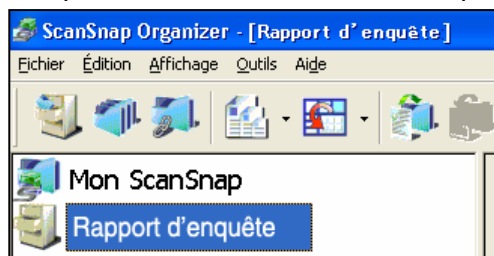 ScanSnap Organizer - [Rapport d'enquête]
Fichier Édition Affichage Outils Aide
Mon ScanSnap
Rapport d'enquête